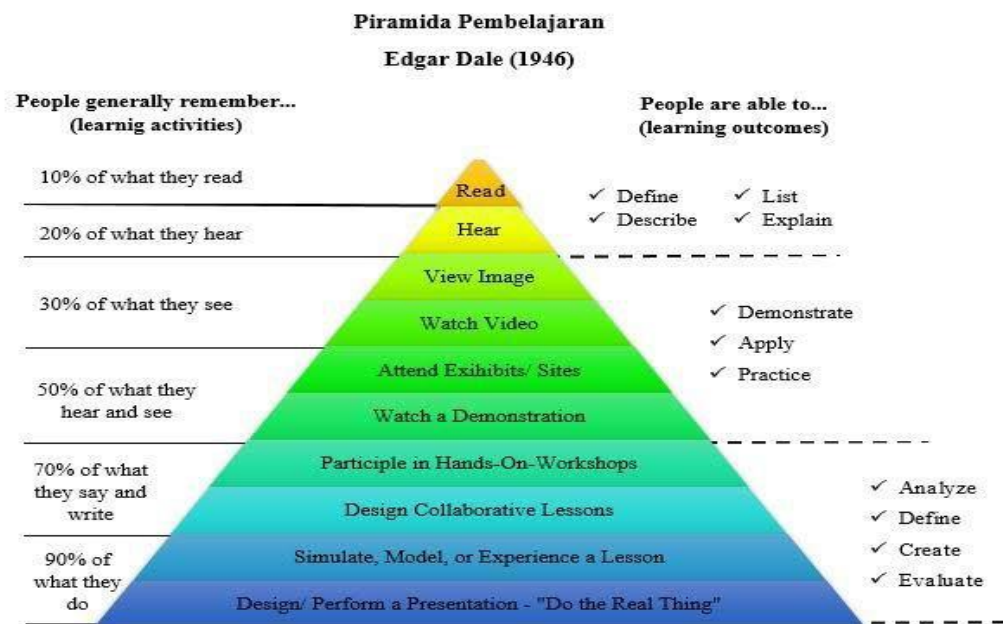 Piramida Pembelajaran
Edgar Dale (1946)
People generally remember...
(learnig activities)
People are able to...
(learning outcomes)
10% of what they read
Read
✓ Define
✓ List
✓ Describe
✓ Explain
20% of what they hear
Hear
30% of what they see
View Image
Watch Video
✓ Demonstrate
✓ Apply
✓ Practice
50% of what they
hear and see
Attend Exihibits/ Sites
Watch a Demonstration
70% of what
they say and
write
Participle in Hands-On-Workshops
Design Collaborative Lessons
✓ Analyze
✓ Define
✓ Create
✓ Evaluate
90% of
what they
do
Simulate, Model, or Experience a Lesson
Design/ Perform a Presentation - "Do the Real Thing"